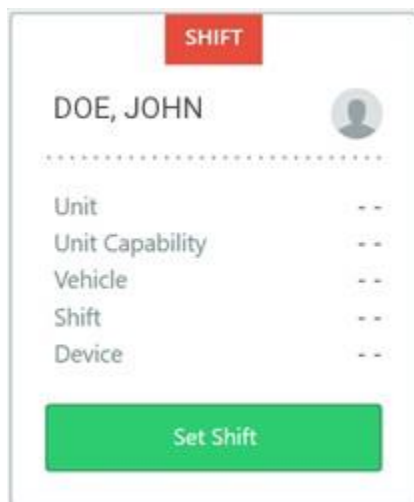 SHIFT
DOE, JOHN
Unit - -
Unit Capability - -
Vehicle - -
Shift - -
Device - -
Set Shift